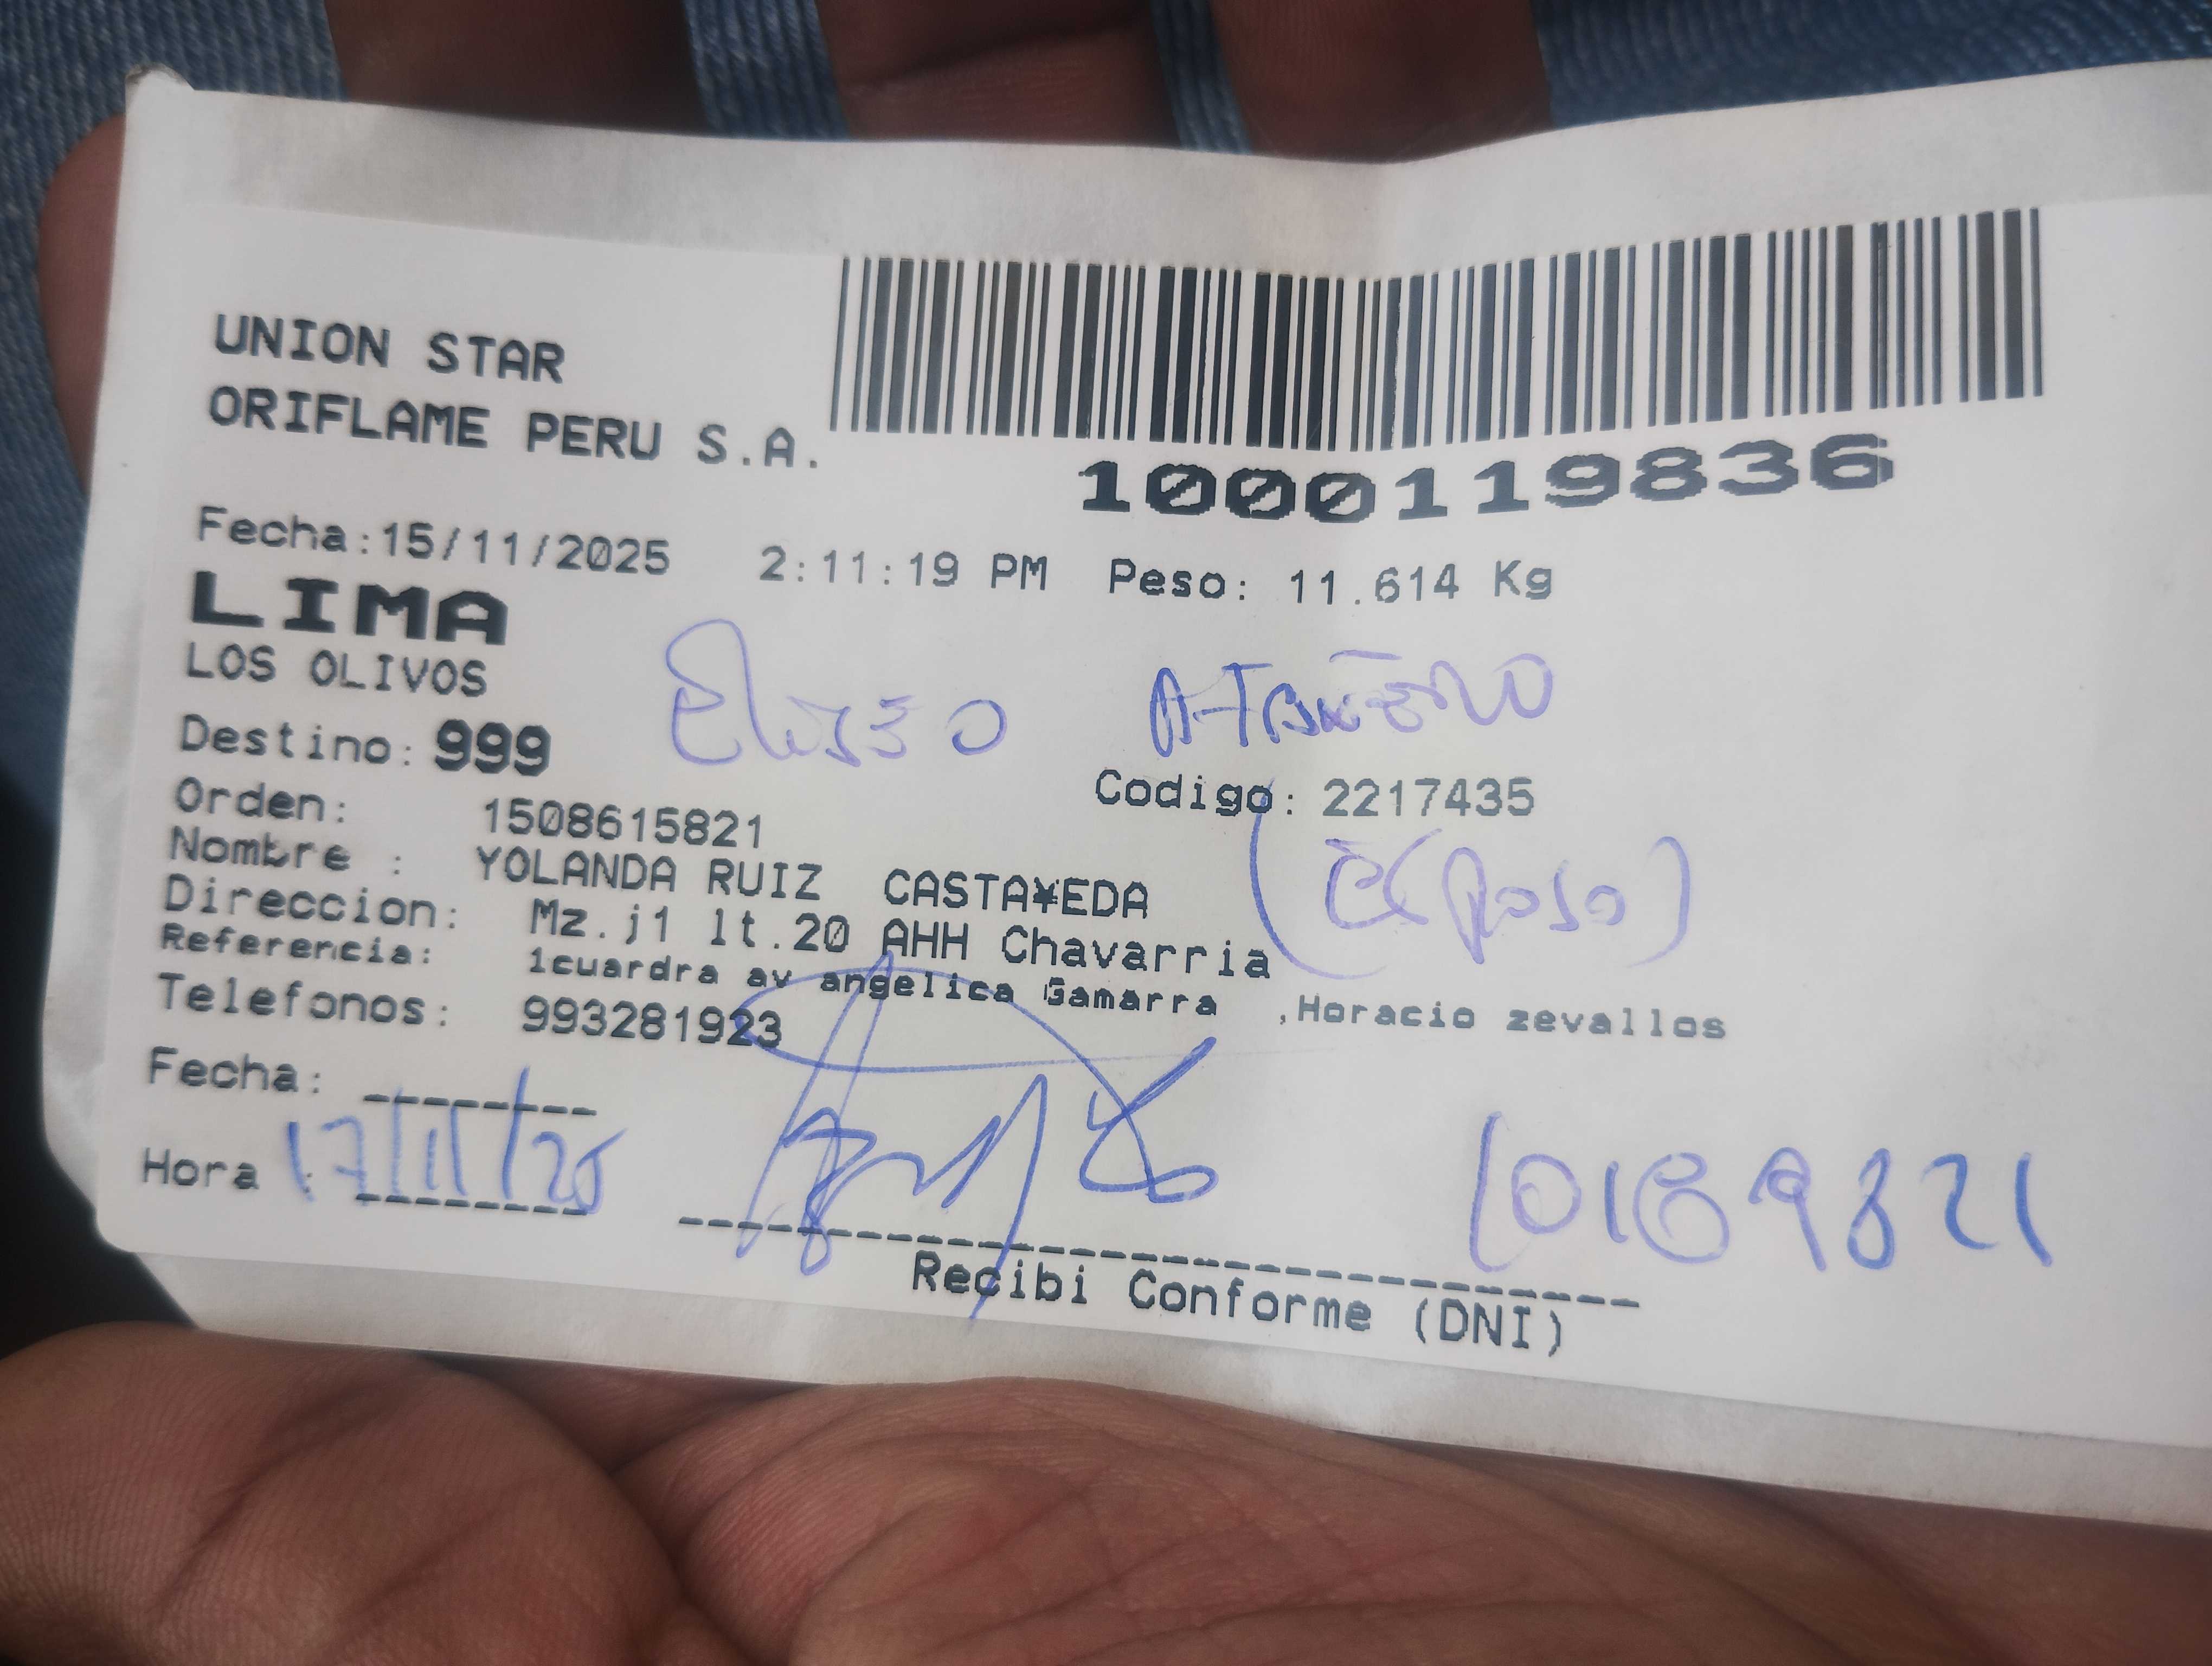 UNION STAR
ORIFLAME PERU S.A.
1000119836
Fecha:15/11/2025 2:11:19 PM Peso: 11.614 Kg
LIMA
LOS OLIVOS
Destino: 999
Codigo: 2217435
Orden: 1508615821
Nombre : YOLANDA RUIZ CASTA¥EDA
(Esposo)
Direccion: Mz.j1 lt.20 AHH Chavarria
Referencia: 1cuardra av angelica Gamarra ,Horacio zevallos
Telefonos: 993281923
Fecha:
Hora : 17/11/25
Recibi Conforme (DNI)